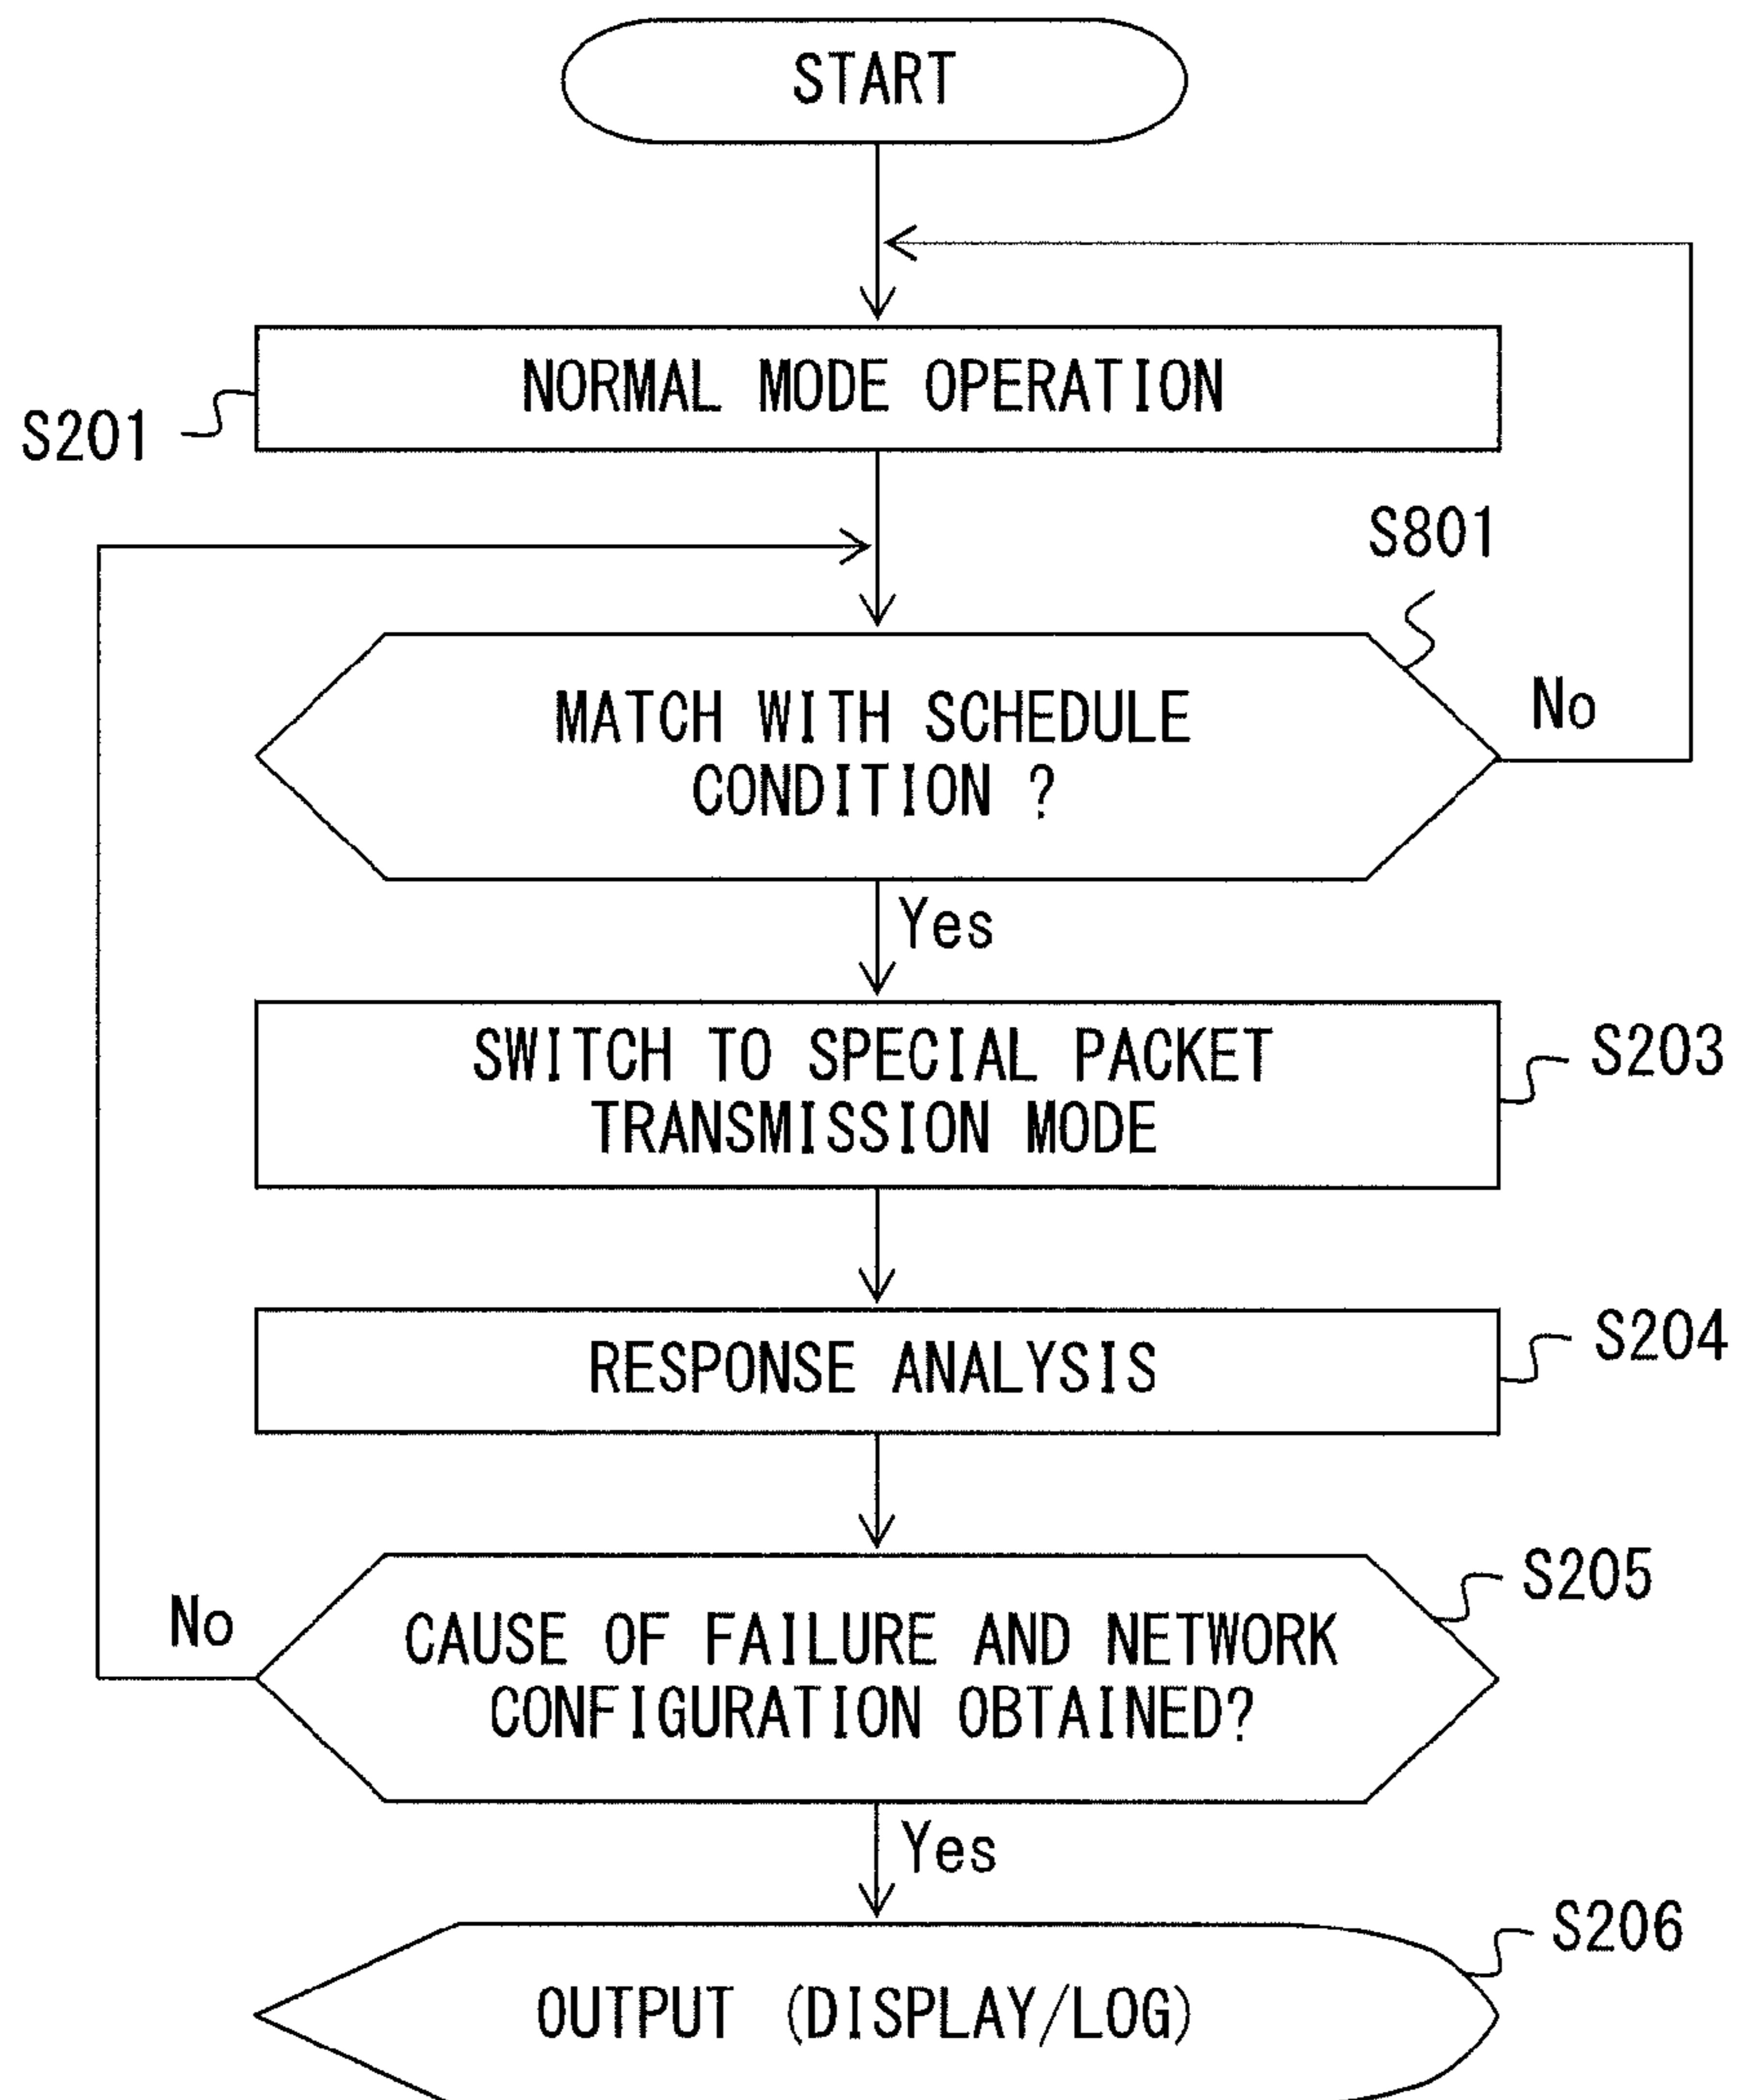 START
NORMAL MODE OPERATION
S201
S801
MATCH WITH SCHEDULE
CONDITION ?
No
Yes
SWITCH TO SPECIAL PACKET
TRANSMISSION MODE
S203
RESPONSE ANALYSIS
S204
S205
No
CAUSE OF FAILURE AND NETWORK
CONFIGURATION OBTAINED?
Yes
S206
OUTPUT (DISPLAY/LOG)